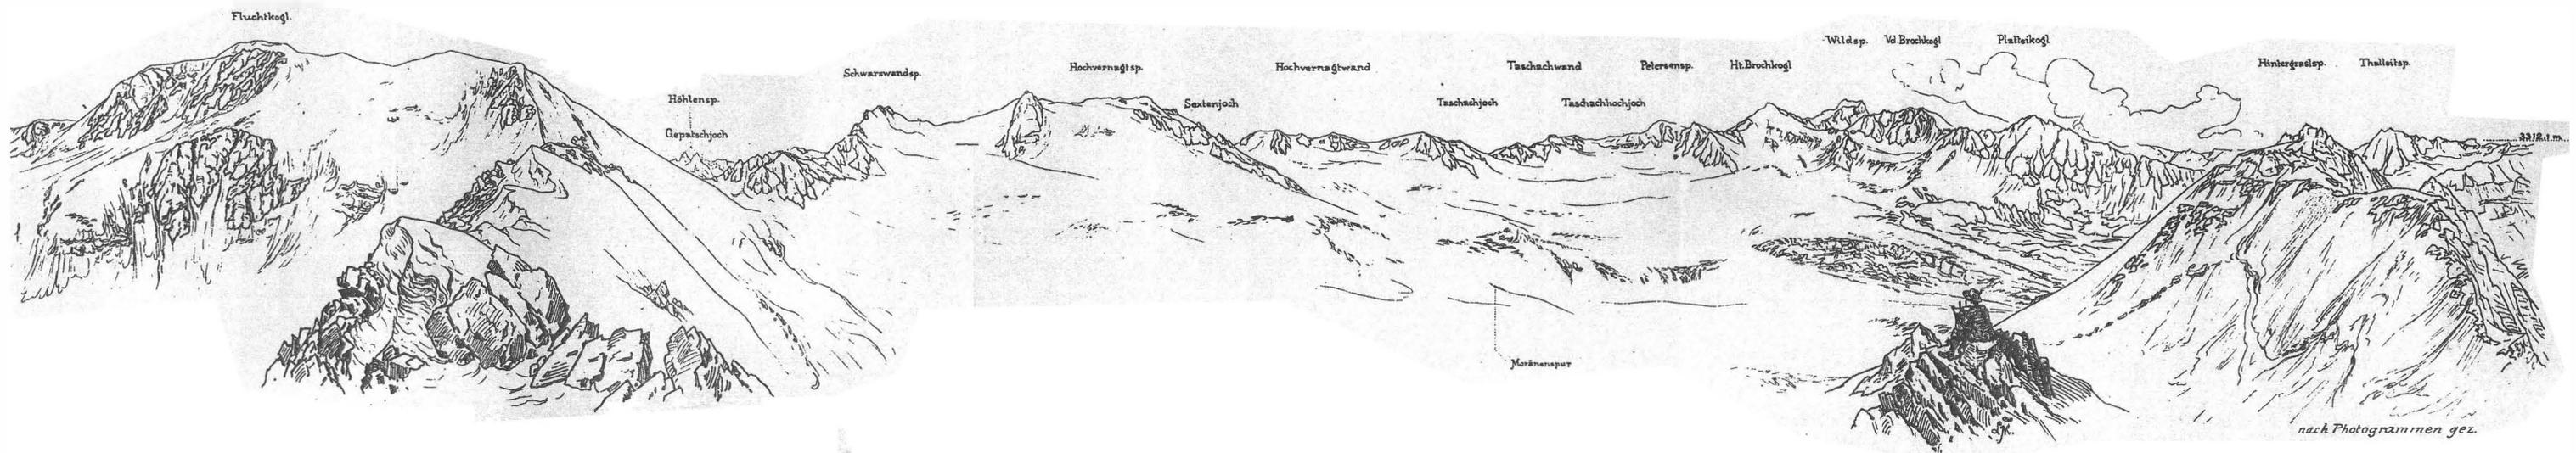 Fluchtkogl.
Höhlensp.
Gepatschjoch
Schwarzwandsp.
Hochvernagtsp.
Sextenjoch
Hochvernagtwand
Taschachjoch
Taschachwand
Taschachhochjoch
Petersensp.
Ht.Brochkogl
Wildsp.
Vd.Brochkogl
Platteikogl
Hintergraslsp.
Thalleitsp.
3312.t.m.
Moränenspur
nach Photogrammen gez.